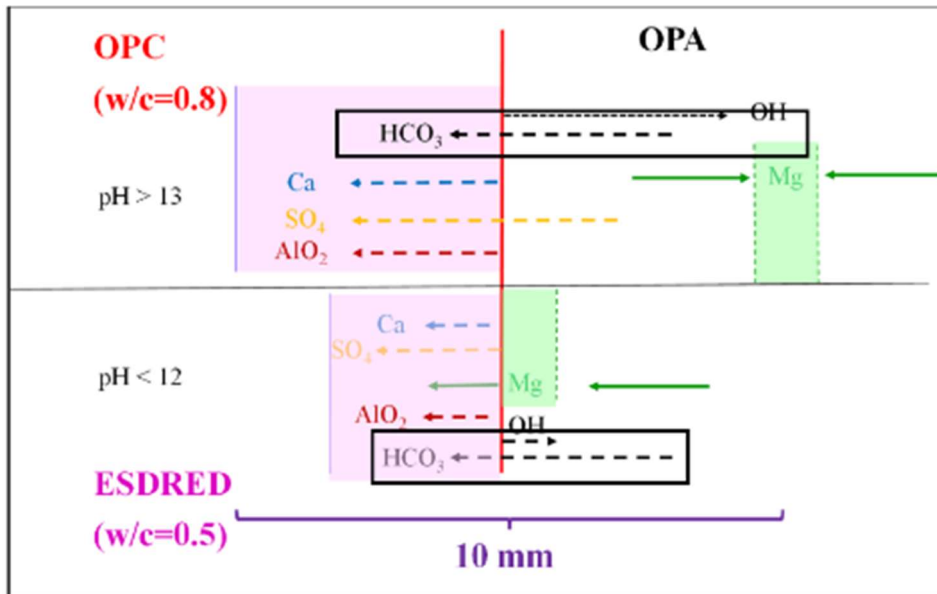 OPC
(w/c=0.8)
OPA
OH
HCO₃
Ca
Mg
pH > 13
SO₄
AlO₂
Ca
SO₄
pH < 12
Mg
AlO₂
OH
HCO₃
ESDRED
(w/c=0.5)
10 mm